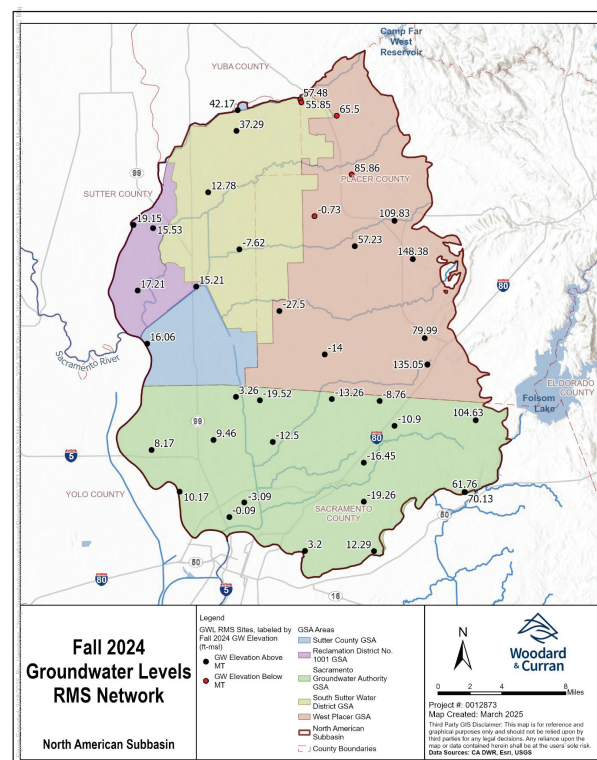 Camp Far
West
Reservoir
YUBA COUNTY
57.48
42.17
55.85
65.5
37.29
85.86
PLACER COUNTY
99
12.78
SUTTER COUNTY
-0.73
109.83
19.15
15.53
57.23
-7.62
148.38
17.21
15.21
80
-27.5
16.06
79.99
-14
Sacramento River
135.05
EL DORADO
COUNTY
Folsom
Lake
3.26
-19.52
-13.26
-8.76
104.63
99
-10.9
9.46
-12.5
80
8.17
5
-16.45
YOLO COUNTY
10.17
61.76
70.13
-3.09
-19.26
-0.09
SACRAMENTO
COUNTY
50
3.2
12.29
50
80
5
16
Fall 2024
Groundwater Levels
RMS Network
North American Subbasin
Legend
GWL RMS Sites, labeled by
Fall 2024 GW Elevation
(ft-msl)
GW Elevation Above
MT
GW Elevation Below
MT
GSA Areas
Sutter County GSA
Reclamation District No.
1001 GSA
Sacramento
Groundwater Authority
GSA
South Sutter Water
District GSA
West Placer GSA
North American
Subbasin
County Boundaries
N
Woodard
& Curran
0 2 4 8
Miles
Project #: 0012873
Map Created: March 2025
Third Party GIS Disclaimer: This map is for reference and
graphical purposes only and should not be relied upon by
third parties for any legal decisions. Any reliance upon the
map or data contained herein shall be at the users' sole risk.
Data Sources: CA DWR, Esri, USGS